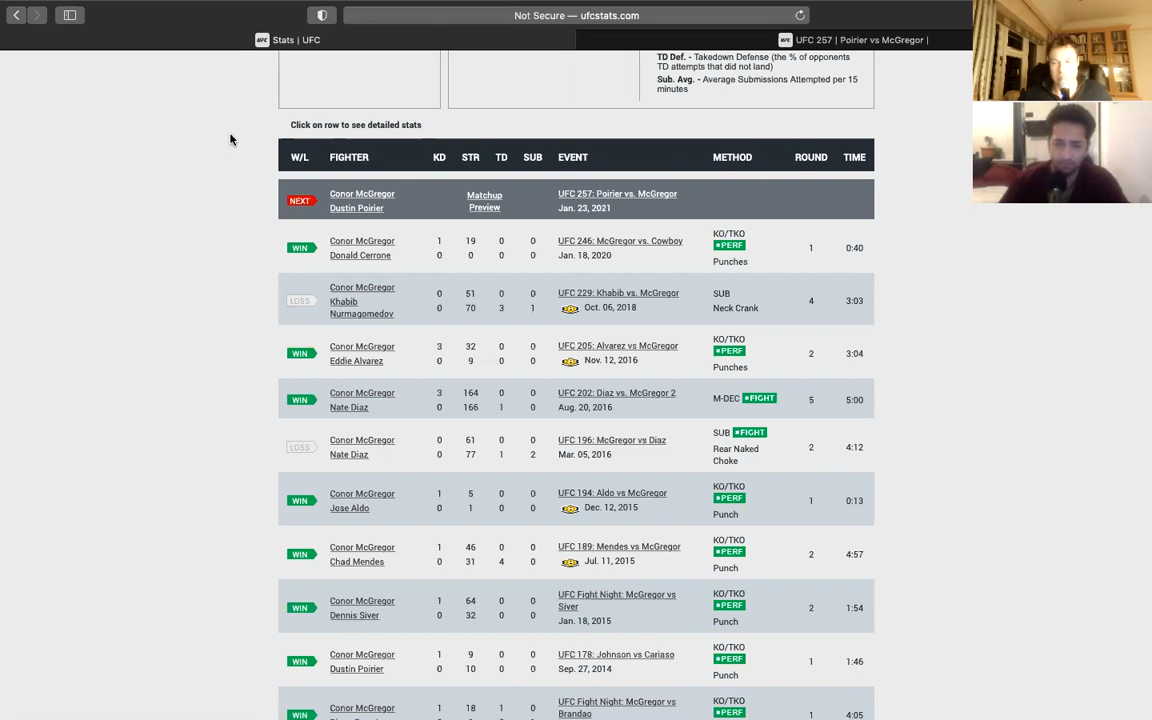 Not Secure — ufcstats.com
UFC Stats | UFC
UFC UFC 257 | Poirier vs McGregor |
TD Def. - Takedown Defense (the % of opponents
TD attempts that did not land)
Sub. Avg. - Average Submissions Attempted per 15
minutes
Click on row to see detailed stats
W/L FIGHTER KD STR TD SUB EVENT METHOD ROUND TIME
NEXT Conor McGregor Matchup UFC 257: Poirier vs. McGregor
Dustin Poirier Preview Jan. 23, 2021
WIN Conor McGregor 1 19 0 0 UFC 246: McGregor vs. Cowboy KO/TKO PERF 1 0:40
Donald Cerrone 0 0 0 0 Jan. 18, 2020 Punches
LOSS Conor McGregor 0 51 0 0 UFC 229: Khabib vs. McGregor SUB 4 3:03
Khabib 0 70 3 1 Oct. 06, 2018 Neck Crank
Nurmagomedov
WIN Conor McGregor 3 32 0 0 UFC 205: Alvarez vs McGregor KO/TKO PERF 2 3:04
Eddie Alvarez 0 9 0 0 Nov. 12, 2016 Punches
WIN Conor McGregor 3 164 0 0 UFC 202: Diaz vs. McGregor 2 M-DEC FIGHT 5 5:00
Nate Diaz 0 166 1 0 Aug. 20, 2016
LOSS Conor McGregor 0 61 0 0 UFC 196: McGregor vs Diaz SUB FIGHT 2 4:12
Nate Diaz 0 77 1 2 Mar. 05, 2016 Rear Naked
Choke
WIN Conor McGregor 1 5 0 0 UFC 194: Aldo vs McGregor KO/TKO PERF 1 0:13
Jose Aldo 0 1 0 0 Dec. 12, 2015 Punch
WIN Conor McGregor 1 46 0 0 UFC 189: Mendes vs McGregor KO/TKO PERF 2 4:57
Chad Mendes 0 31 4 0 Jul. 11, 2015 Punch
WIN Conor McGregor 1 64 0 0 UFC Fight Night: McGregor vs KO/TKO PERF 2 1:54
Dennis Siver 0 32 0 0 Siver Punch
Jan. 18, 2015
WIN Conor McGregor 1 9 0 0 UFC 178: Johnson vs Cariaso KO/TKO PERF 1 1:46
Dustin Poirier 0 10 0 0 Sep. 27, 2014 Punch
WIN Conor McGregor 1 18 1 0 UFC Fight Night: McGregor vs KO/TKO PERF 1 4:05
Brandao